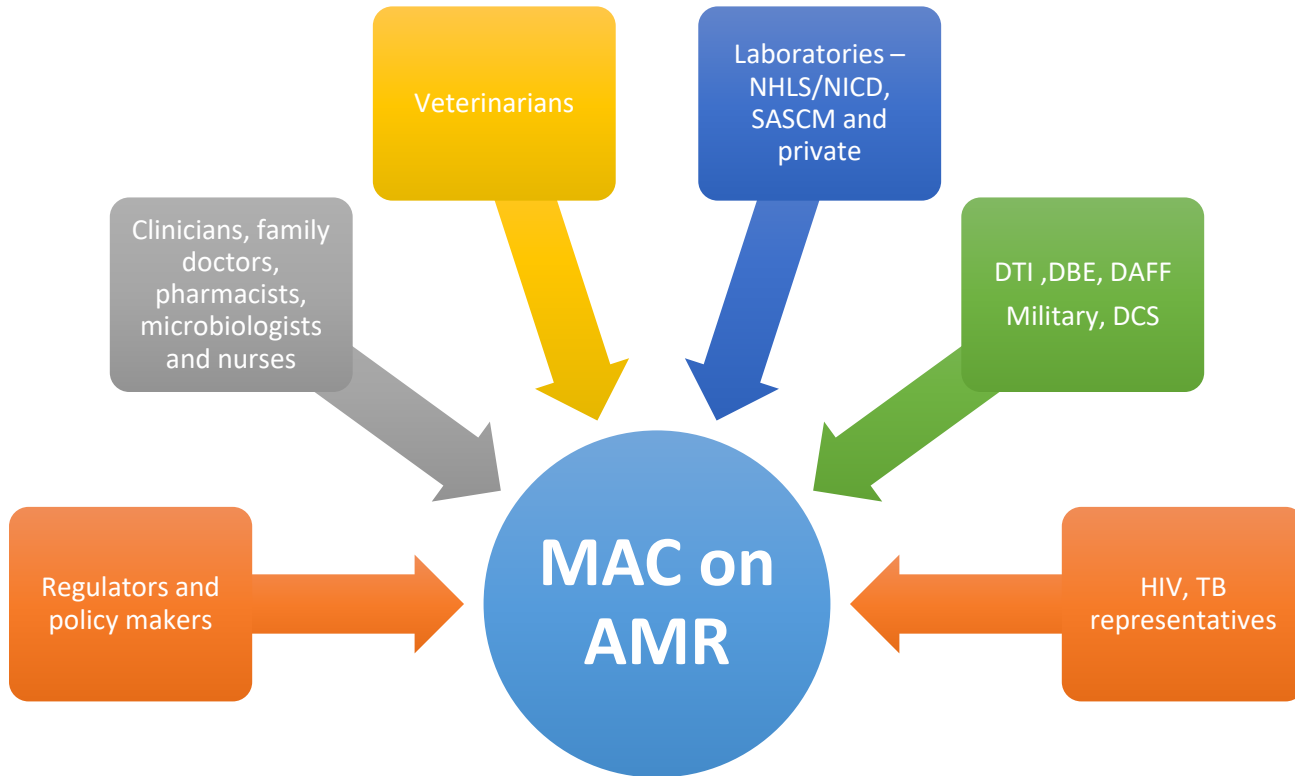 Veterinarians
Laboratories –
NHLS/NICD,
SASCM and
private
Clinicians, family
doctors,
pharmacists,
microbiologists
and nurses
DTI ,DBE, DAFF
Military, DCS
Regulators and
policy makers
MAC on
AMR
HIV, TB
representatives